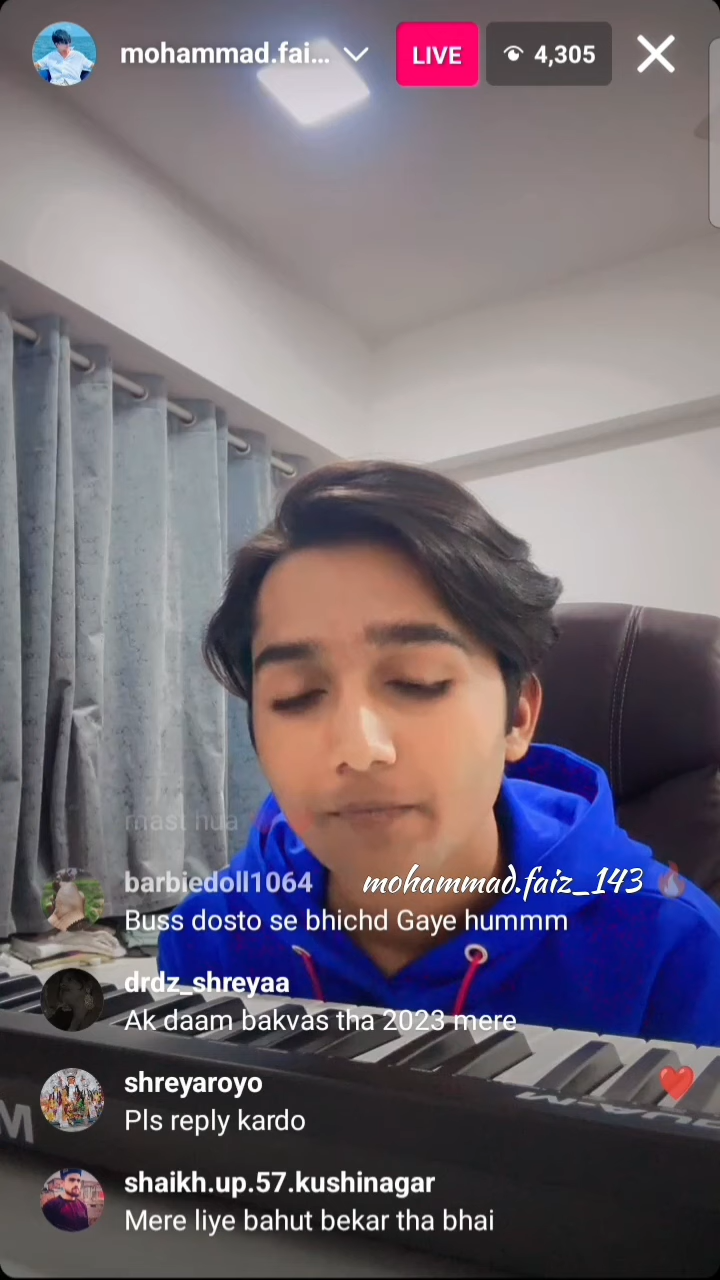 mohammad.fai...
LIVE
4,305
mast hua
barbiedoll1064
mohammad.faiz_143
Buss dosto se bhichd Gaye hummm
drdz_shreyaa
Ak daam bakvas tha 2023 mere
shreyaroyo
Pls reply kardo
shaikh.up.57.kushinagar
Mere liye bahut bekar tha bhai